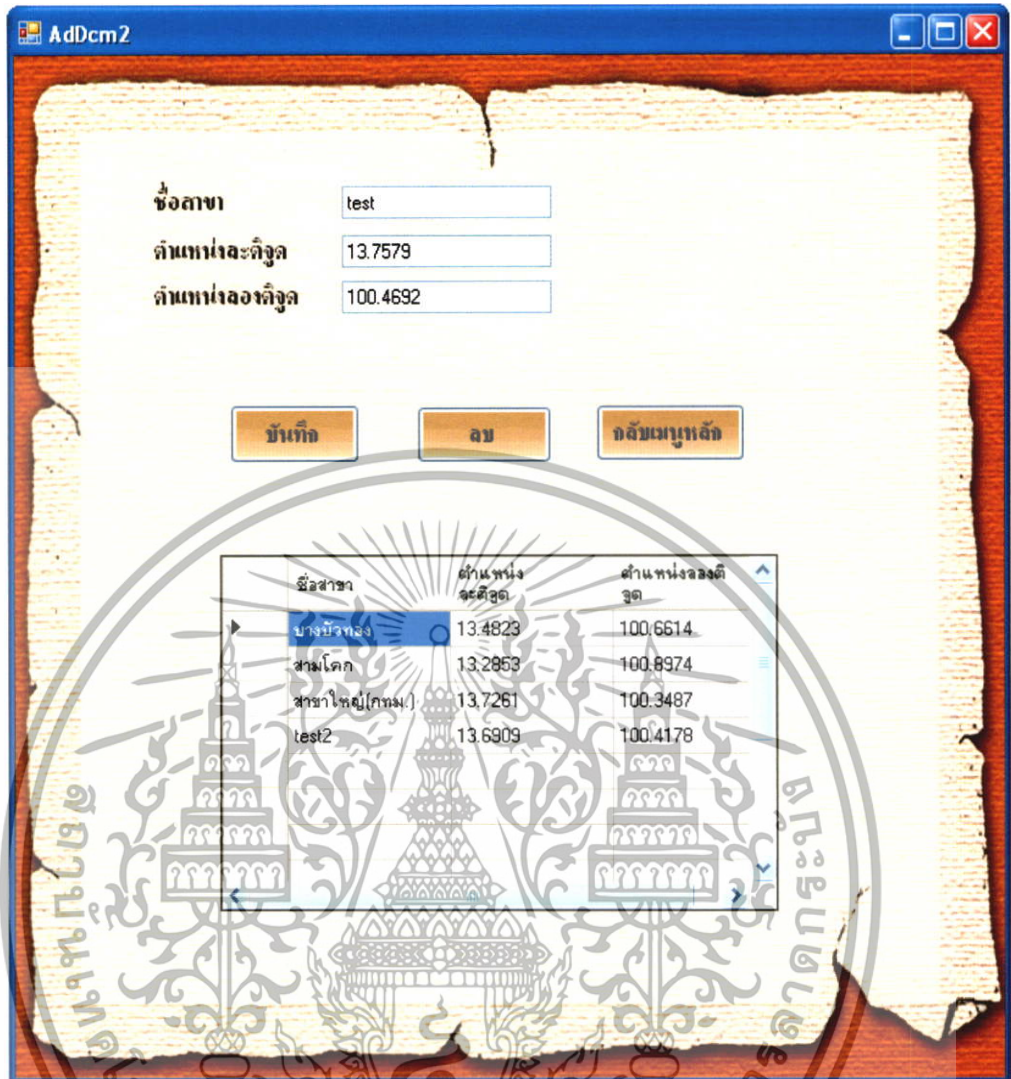 AdDcm2
ชื่อสาขา test
ตำแหน่งละติจูด 13.7579
ตำแหน่งลองติจูด 100.4692
บันทึก ลบ กลับเมนูหลัก
ชื่อสาขา ตำแหน่ง ตำแหน่งลองติ
ละติจูด จูด
บางบัวทอง 13.4823 100.6614
สามโคก 13.2853 100.8974
สาขาใหญ่(กทม.) 13.7261 100.3487
test2 13.6909 100.4178